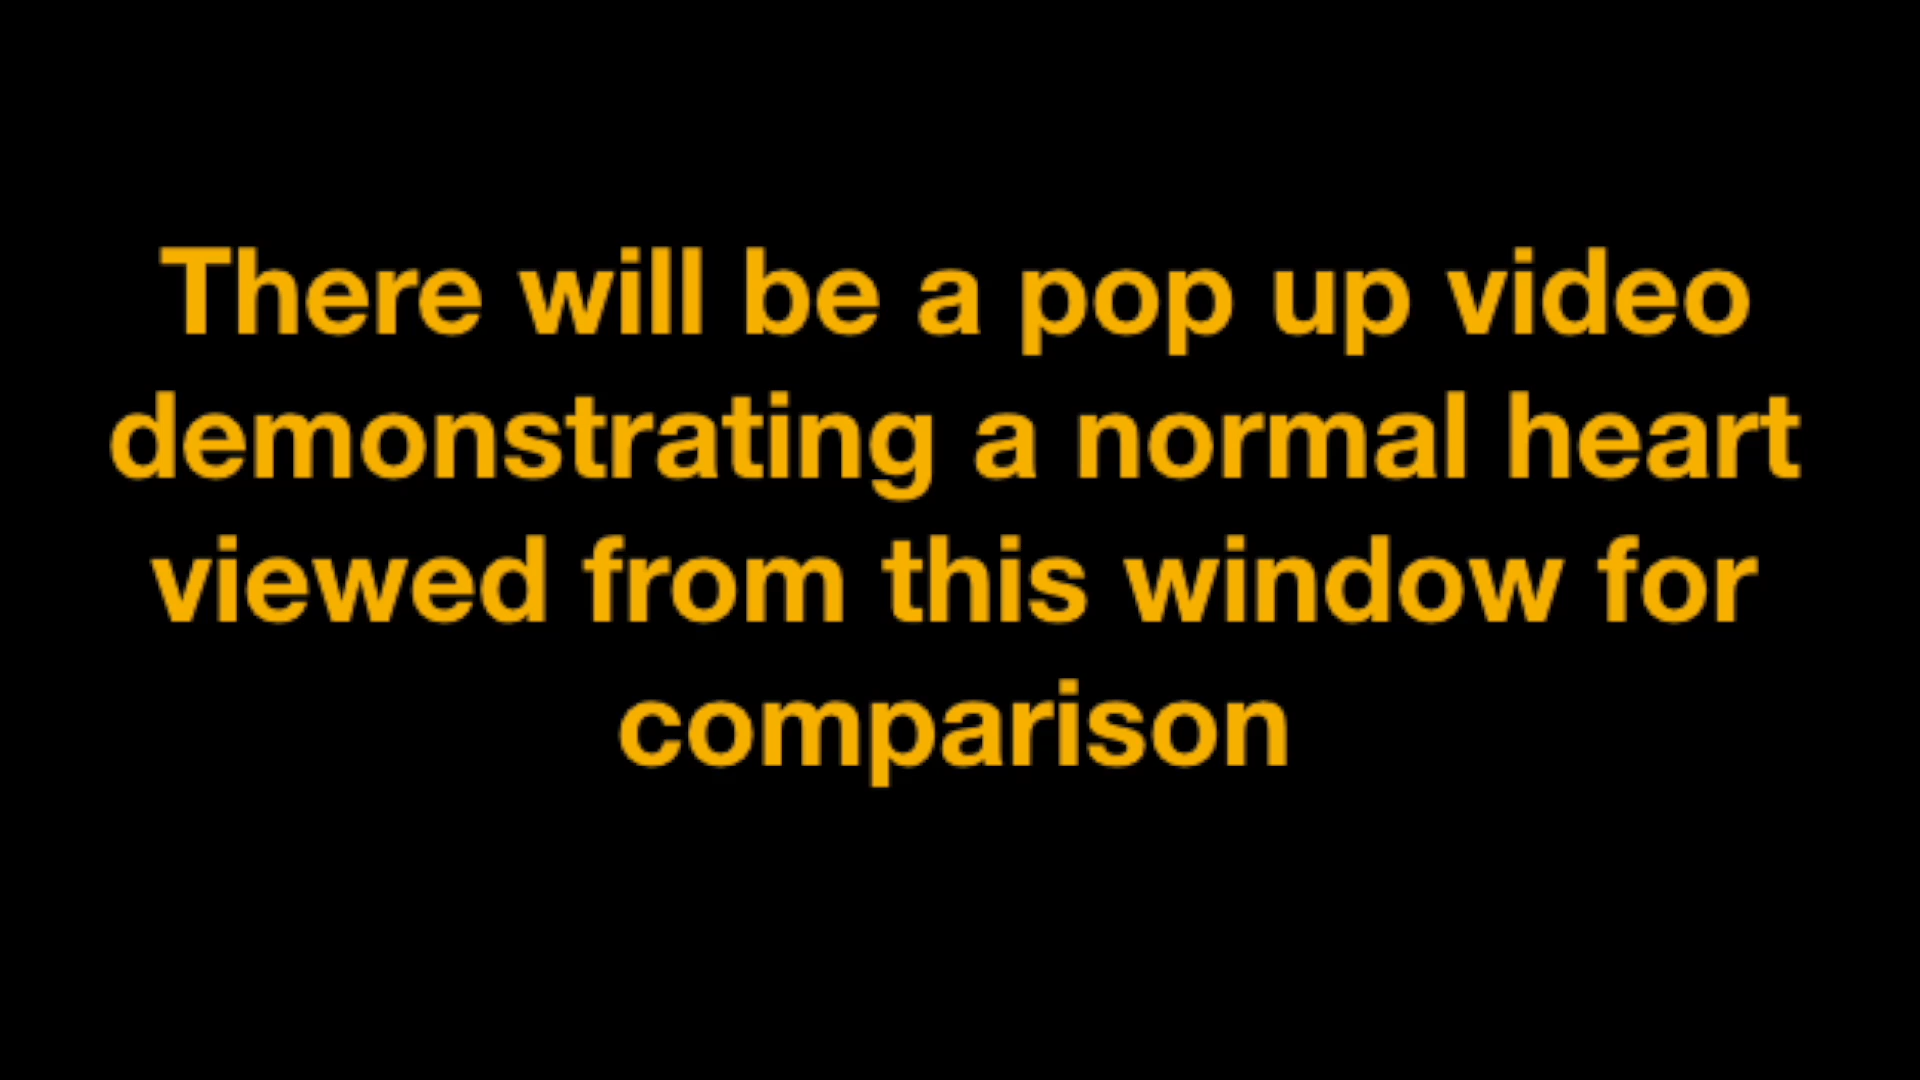 There will be a pop up video
demonstrating a normal heart
viewed from this window for
comparison